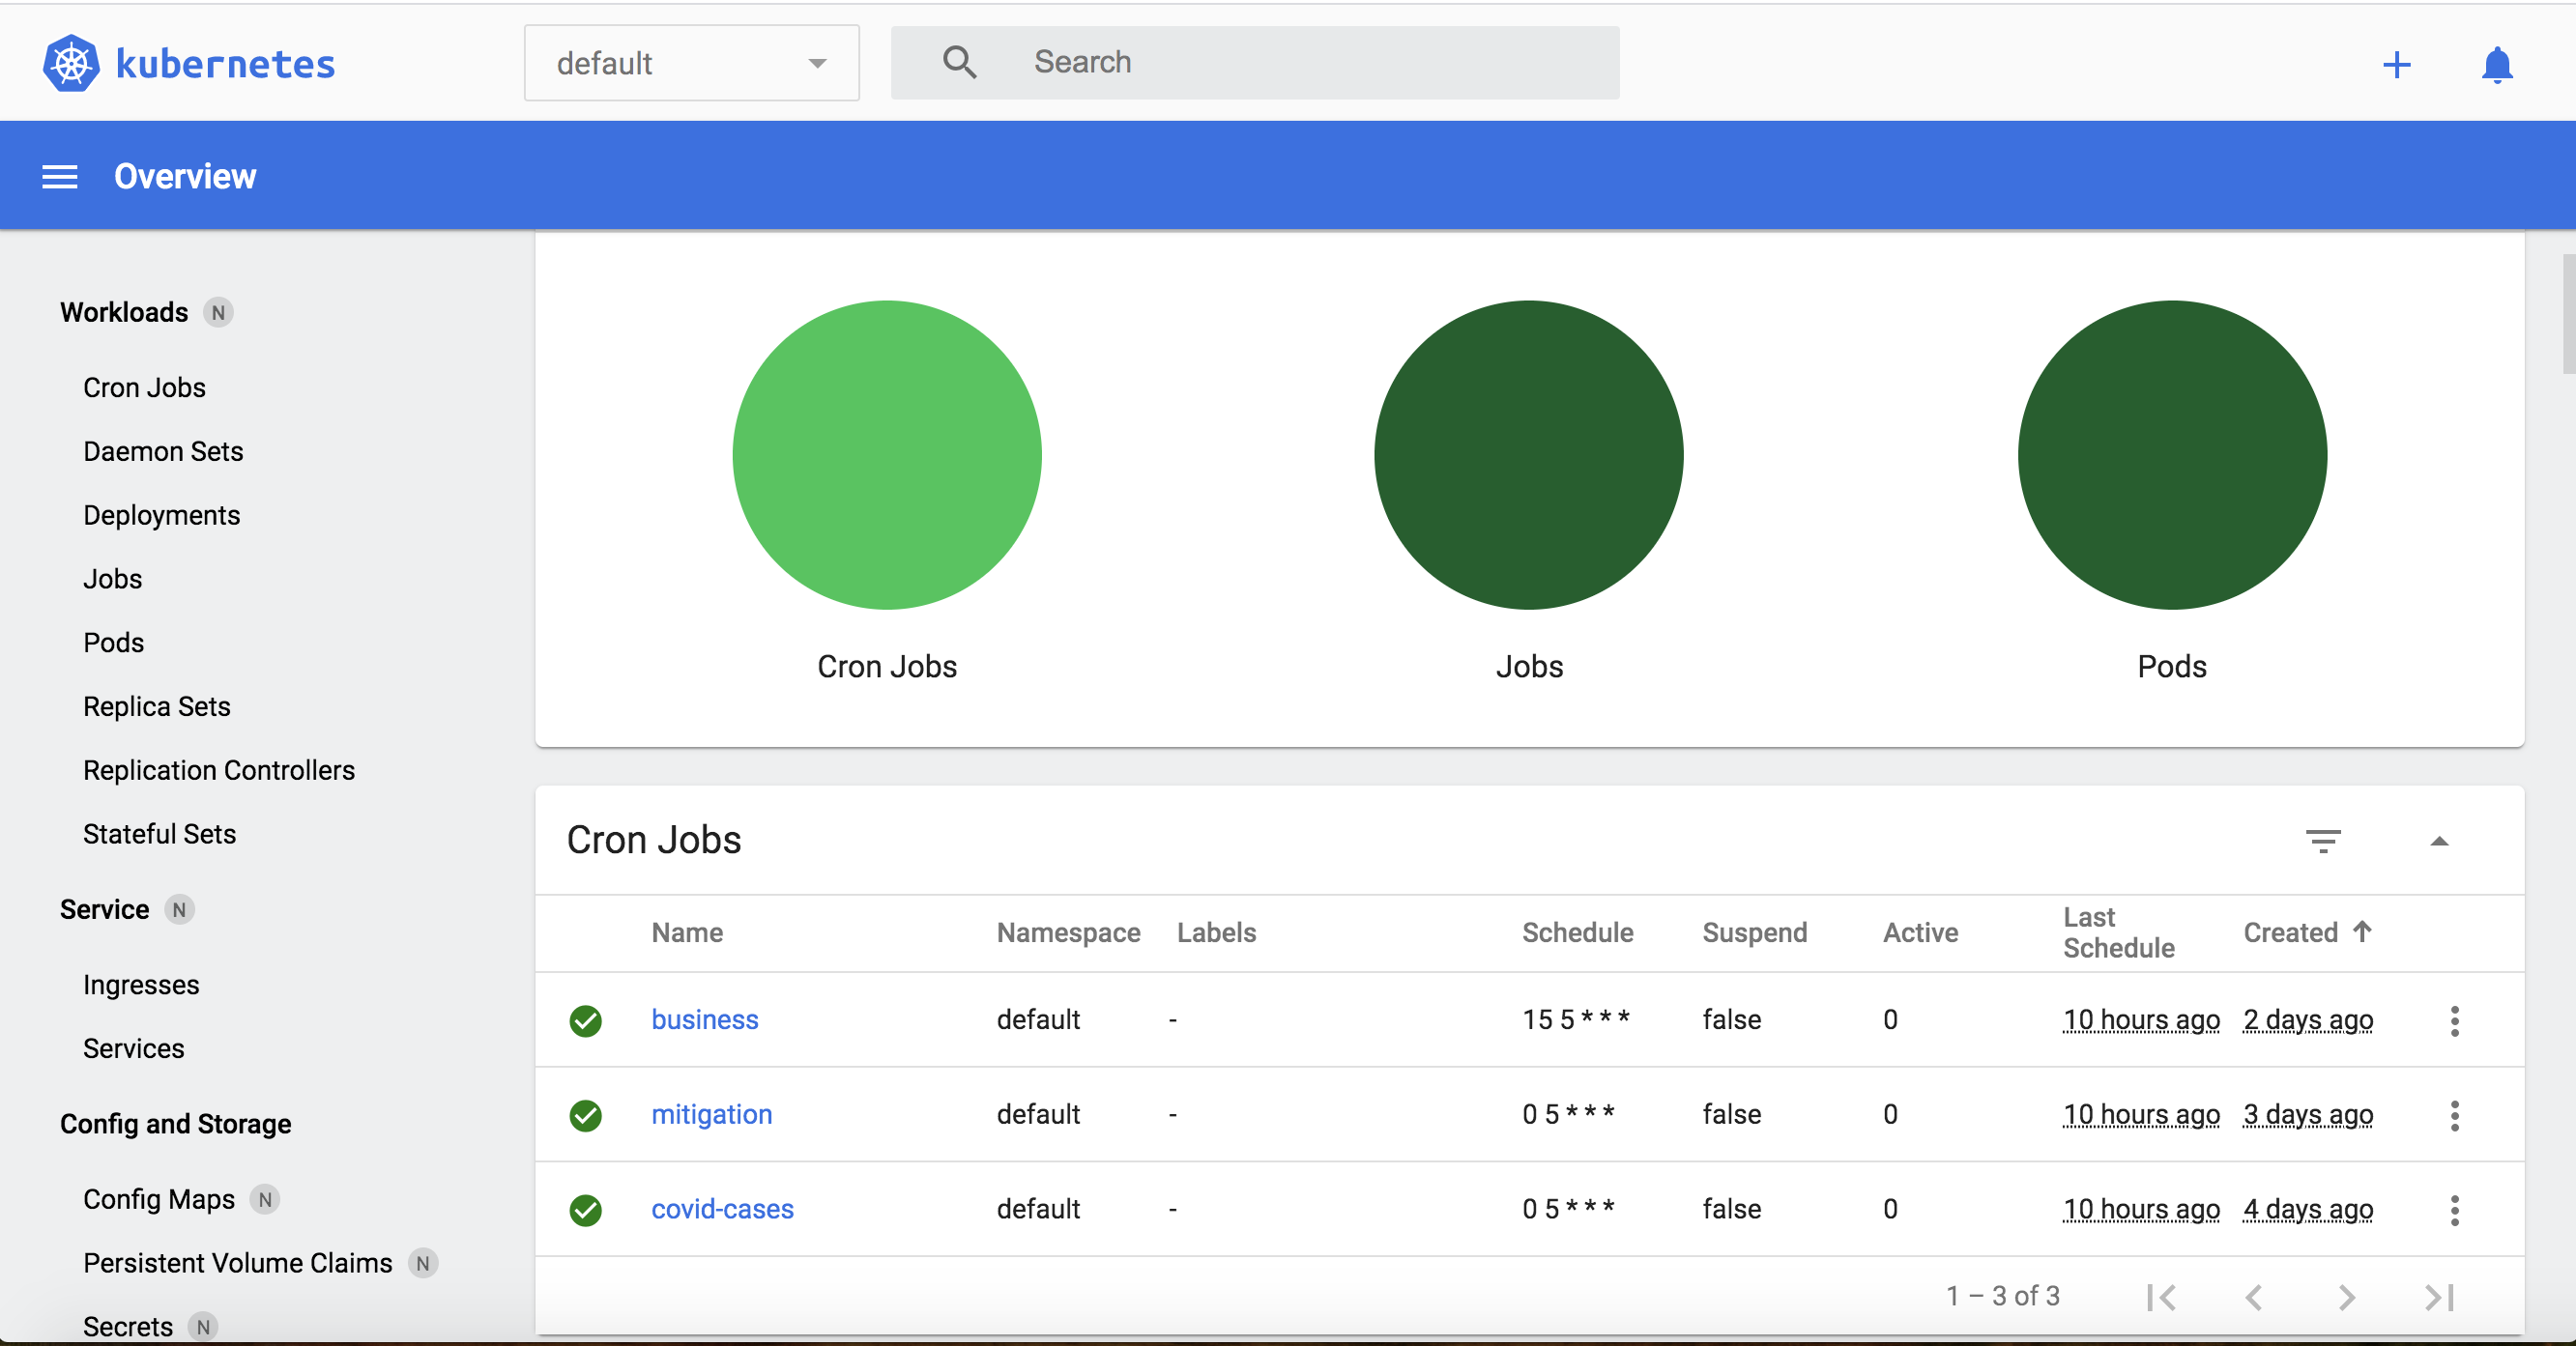 kubernetes
default
Search
Overview
Workloads N
Cron Jobs
Daemon Sets
Deployments
Jobs
Pods
Replica Sets
Replication Controllers
Stateful Sets
Service N
Ingresses
Services
Config and Storage
Config Maps N
Persistent Volume Claims N
Secrets N
Cron Jobs
Jobs
Pods
Cron Jobs
Name Namespace Labels Schedule Suspend Active Last Schedule Created
business default - 15 5 * * * false 0 10 hours ago 2 days ago
mitigation default - 0 5 * * * false 0 10 hours ago 3 days ago
covid-cases default - 0 5 * * * false 0 10 hours ago 4 days ago
1 – 3 of 3